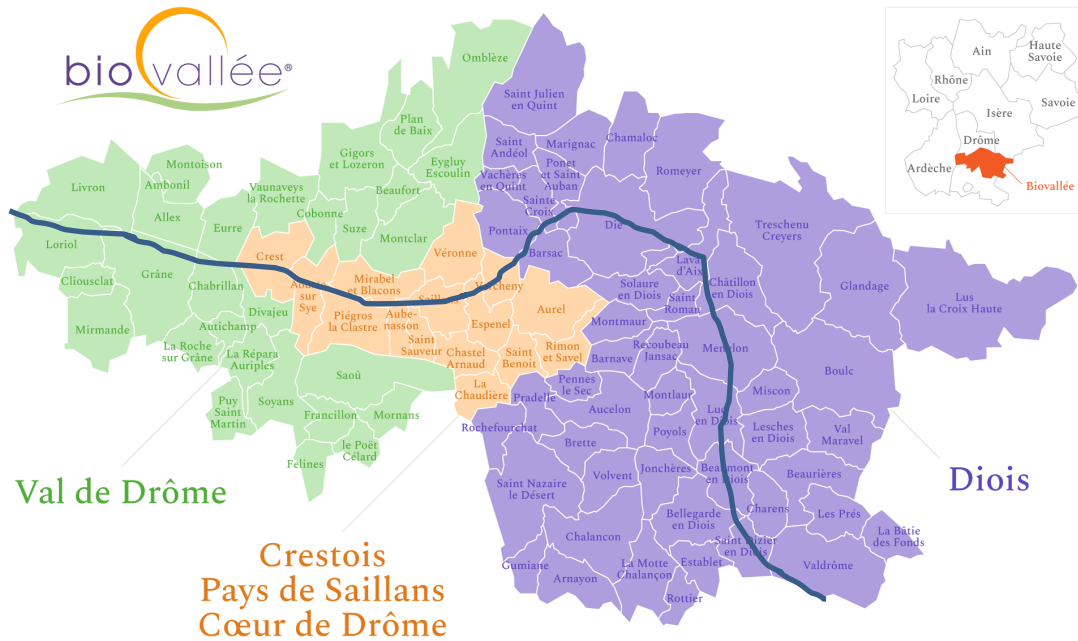 biovallée®
Ain
Haute
Savoie
Rhône
Loire
Savoie
Isère
Drôme
Ardèche
Biovallée
Omblèze
Plan
de Baix
Gigors
et Lozeron
Eygluy
Escoulin
Beaufort
Montoison
Ambonil
Livron
Vaunaveys
la Rochette
Allex
Cobonne
Suze
Eurre
Montclar
Loriol
Grâne
Cliousclat
Chabrillan
Divajeu
Mirmande
Autichamp
La Roche
sur Grâne
La Répara
Auriples
Saoû
Puy
Saint
Martin
Soyans
Francillon
Mornans
le Poët
Célard
Felines
Val de Drôme
Crest
Véronne
Mirabel
et Blacons
Aouste
sur
Sye
Piégros
la Clastre
Aube-
nasson
Saillans
Vercheny
Aurel
Espenel
Saint
Sauveur
Chastel
Arnaud
Saint
Benoit
Rimon
et Savel
La
Chaudière
Crestois
Pays de Saillans
Cœur de Drôme
Saint Julien
en Quint
Saint
Andéol
Marignac
Chamaloc
Vachères
en Quint
Ponet
et Saint
Auban
Romeyer
Sainte
Croix
Pontaix
Die
Barsac
Treschenu
Creyers
Laval
d'Aix
Solaure
en Diois
Châtillon
en Diois
Glandage
Saint
Roman
Lus
la Croix Haute
Montmaur
Recoubeau
Jansac
Menglon
Barnave
Boulc
Pennes
le Sec
Pradelle
Montlaur
Miscon
Aucelon
Luc
en Diois
Rochefourchat
Poyols
Lesches
en Diois
Val
Maravel
Brette
Saint Nazaire
le Désert
Volvent
Jonchères
Beaumont
en Diois
Beaurières
Charens
Les Prés
Bellegarde
en Diois
La Bâtie
des Fonds
Chalancon
Saint Dizier
en Diois
Gumiane
Arnayon
La Motte
Chalançon
Establet
Valdrôme
Rottier
Diois